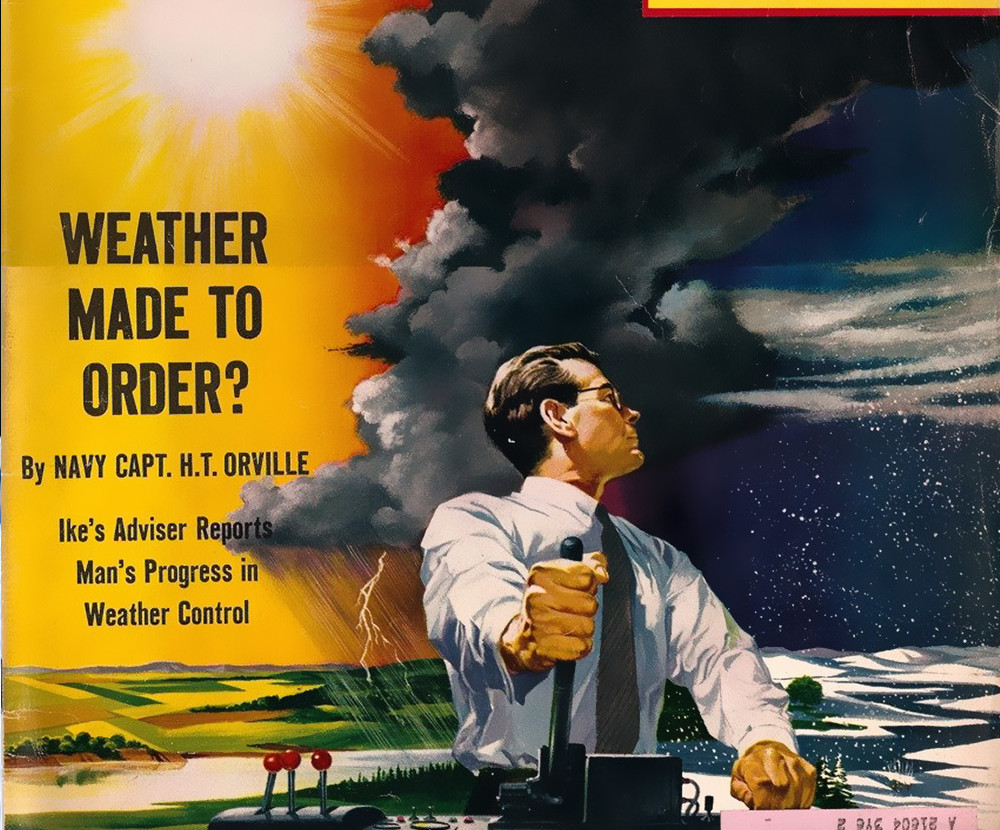 WEATHER
MADE TO
ORDER?
By NAVY CAPT. H.T. ORVILLE
Ike's Adviser Reports
Man's Progress in
Weather Control